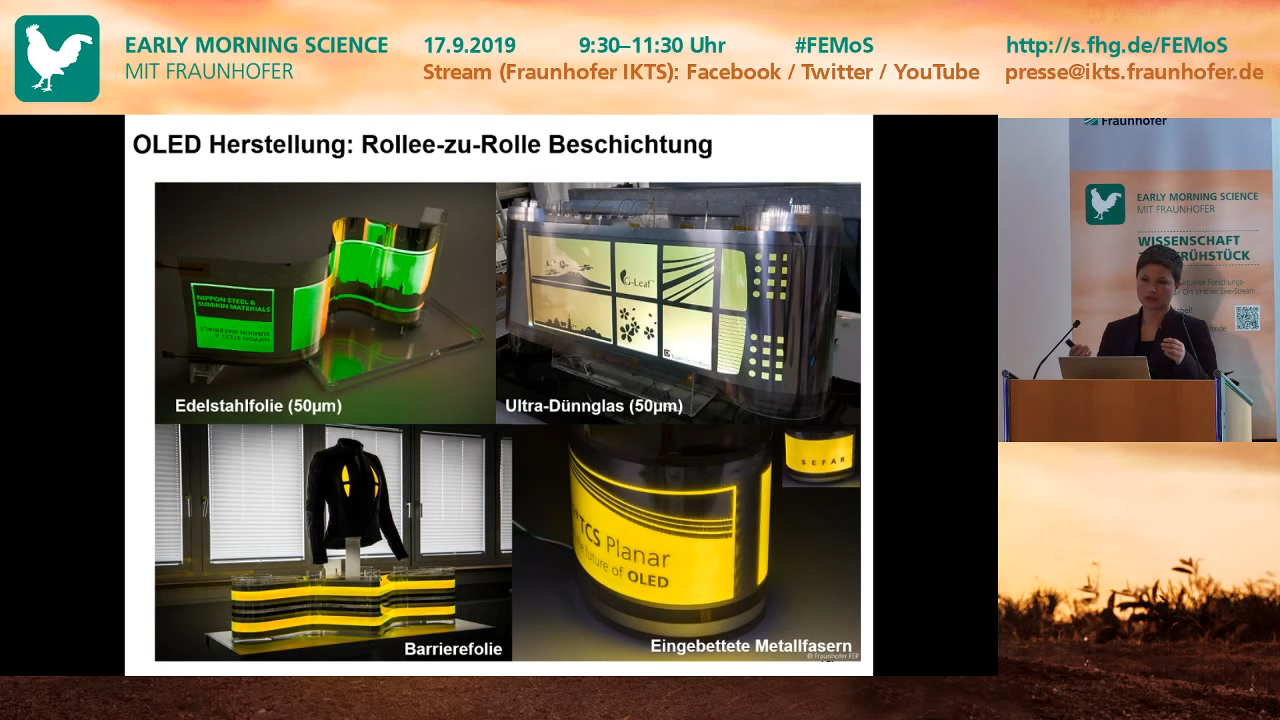 EARLY MORNING SCIENCE
MIT FRAUNHOFER
17.9.2019 9:30–11:30 Uhr #FEMoS http://s.fhg.de/FEMoS
Stream (Fraunhofer IKTS): Facebook / Twitter / YouTube presse@ikts.fraunhofer.de
OLED Herstellung: Rollee-zu-Rolle Beschichtung
NIPPON STEEL &
SUMIKIN MATERIALS
Edelstahlfolie (50µm)
G-Leaf
Ultra-Dünnglas (50µm)
Barrierefolie
SEFAR
TCS Planar
future of OLED
Eingebettete Metallfasern
© Fraunhofer FEP
Fraunhofer
EARLY MORNING SCIENCE
MIT FRAUNHOFER
WISSENSCHAFT
RÜHSTÜCK